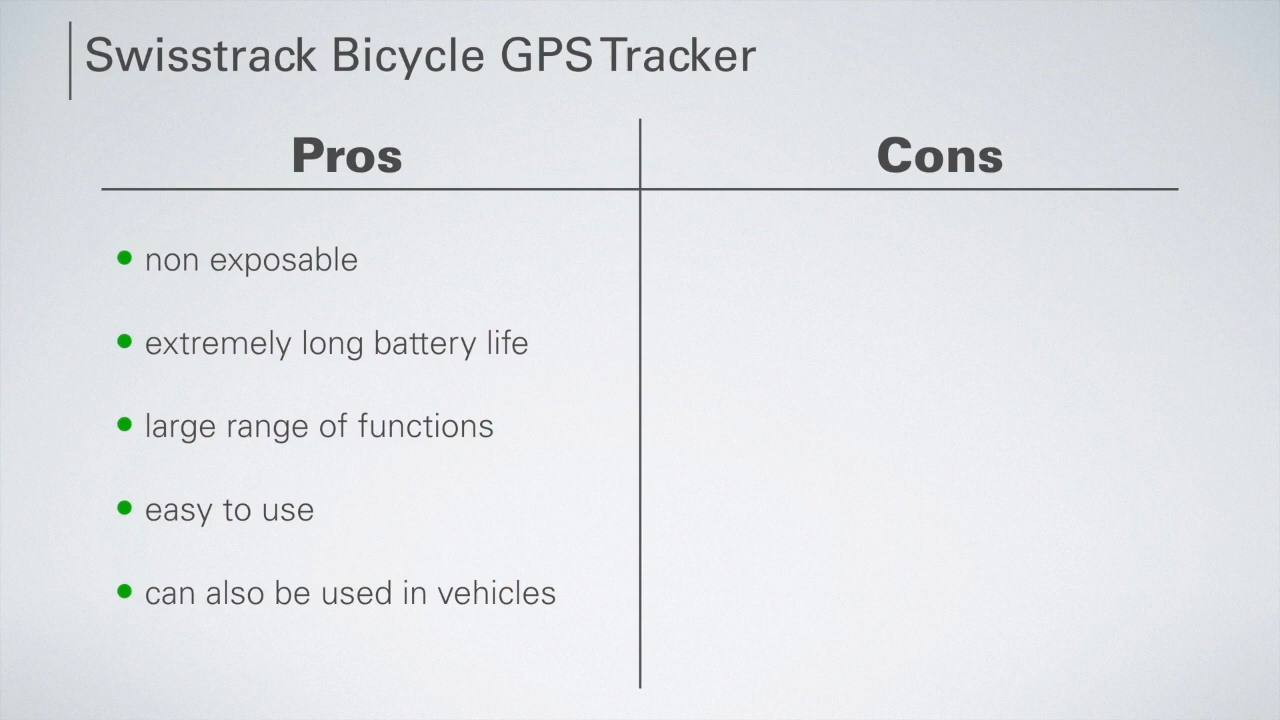 Swisstrack Bicycle GPS Tracker
Pros
Cons
non exposable
extremely long battery life
large range of functions
easy to use
can also be used in vehicles